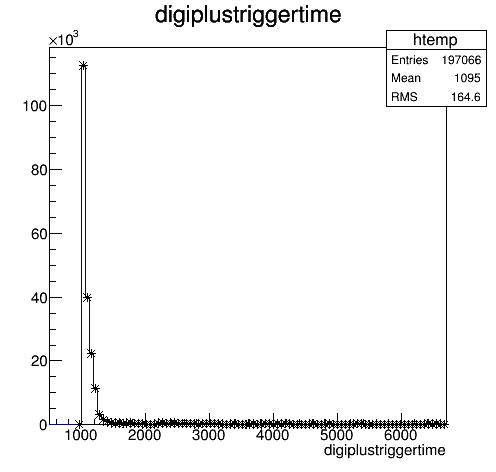 digiplustriggertime
×10³
htemp
Entries 197066
Mean 1095
RMS 164.6
100
80
60
40
20
0
1000 2000 3000 4000 5000 6000
digiplustriggertime